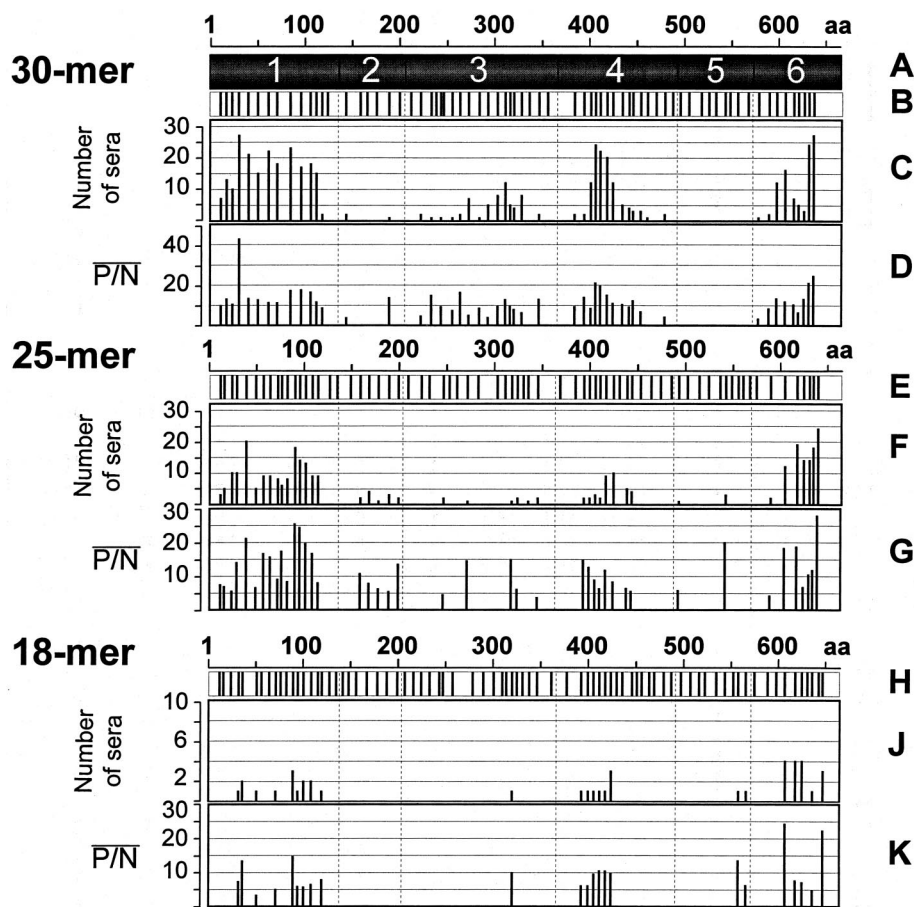 1 100 200 300 400 500 600 aa
30-mer 1 2 3 4 5 6 A
B
Number of sera 30 20 10 C
P/N 40 20 D
1 100 200 300 400 500 600 aa
25-mer
E
Number of sera 30 20 10 F
P/N 30 20 10 G
1 100 200 300 400 500 600 aa
18-mer
H
Number of sera 10 6 2 J
P/N 30 20 10 K